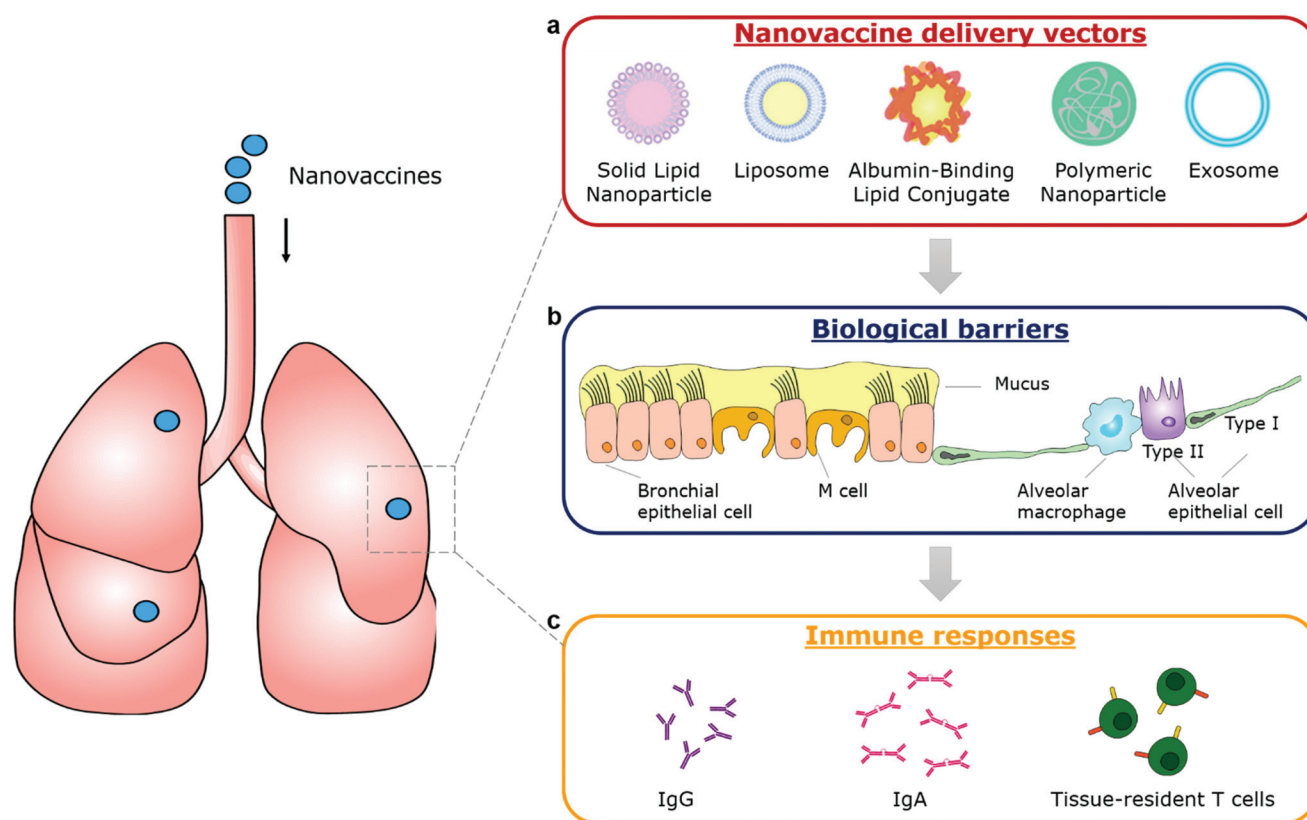 Nanovaccines
a
Nanovaccine delivery vectors
Solid Lipid
Nanoparticle
Liposome
Albumin-Binding
Lipid Conjugate
Polymeric
Nanoparticle
Exosome
b
Biological barriers
Mucus
Type I
Type II
Bronchial
epithelial cell
M cell
Alveolar
macrophage
Alveolar
epithelial cell
c
Immune responses
IgG
IgA
Tissue-resident T cells